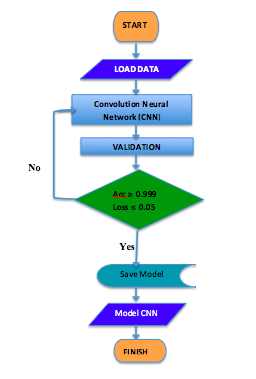 START
LOAD DATA
Convolution Neural
Network (CNN)
VALIDATION
No
Acc ≥ 0.999
Loss ≤ 0.05
Yes
Save Model
Model CNN
FINISH